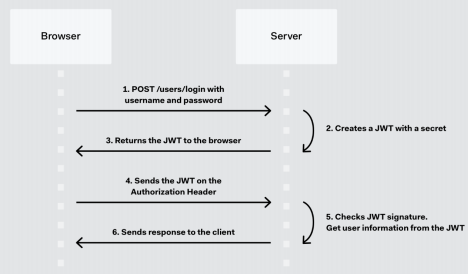 Browser
Server
1. POST /users/login with
username and password
2. Creates a JWT with a secret
3. Returns the JWT to the browser
4. Sends the JWT on the
Authorization Header
5. Checks JWT signature.
Get user information from the JWT
6. Sends response to the client